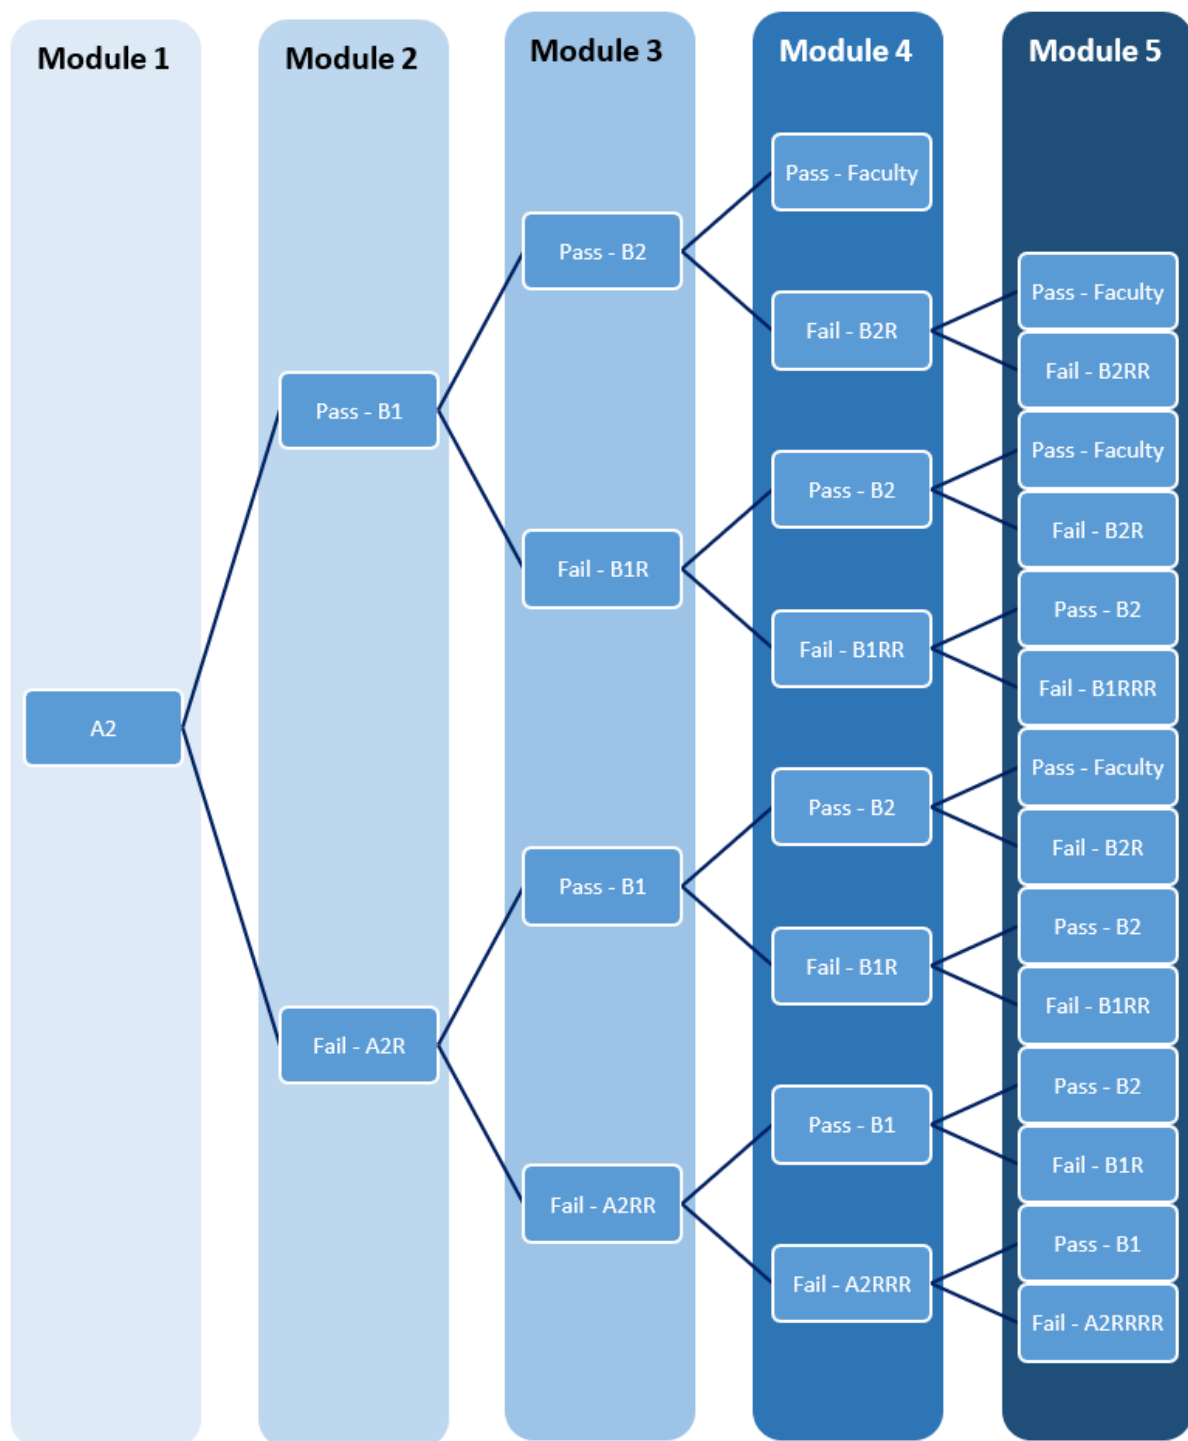 Module 1
A2
Module 2
Pass - B1
Fail - A2R
Module 3
Pass - B2
Fail - B1R
Pass - B1
Fail - A2RR
Module 4
Pass - Faculty
Fail - B2R
Pass - B2
Fail - B1RR
Pass - B2
Fail - B1R
Pass - B1
Fail - A2RRR
Module 5
Pass - Faculty
Fail - B2RR
Pass - Faculty
Fail - B2R
Pass - B2
Fail - B1RRR
Pass - Faculty
Fail - B2R
Pass - B2
Fail - B1RR
Pass - B2
Fail - B1R
Pass - B1
Fail - A2RRRR